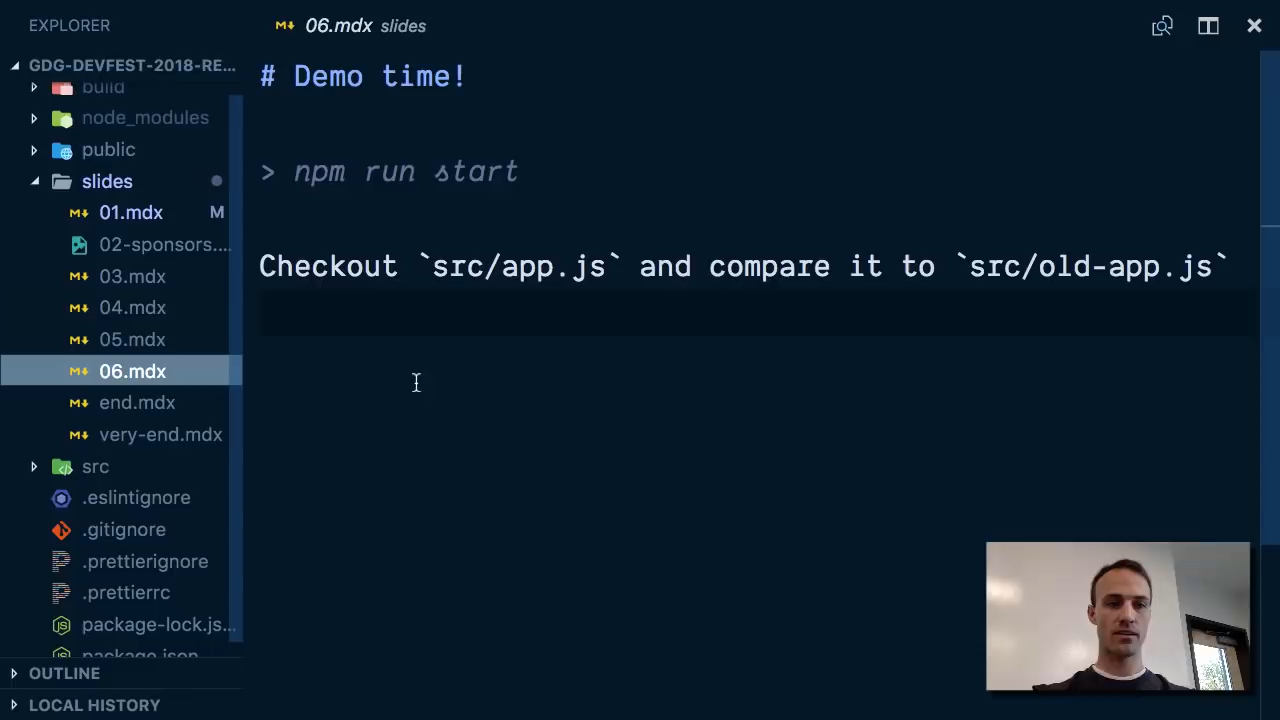 EXPLORER
06.mdx slides
GDG-DEVFEST-2018-RE...
build
node_modules
public
slides
01.mdx M
02-sponsors....
03.mdx
04.mdx
05.mdx
06.mdx
end.mdx
very-end.mdx
src
.eslintignore
.gitignore
.prettierignore
.prettierrc
package-lock.js...
package.json
OUTLINE
LOCAL HISTORY
# Demo time!
> npm run start
Checkout `src/app.js` and compare it to `src/old-app.js`